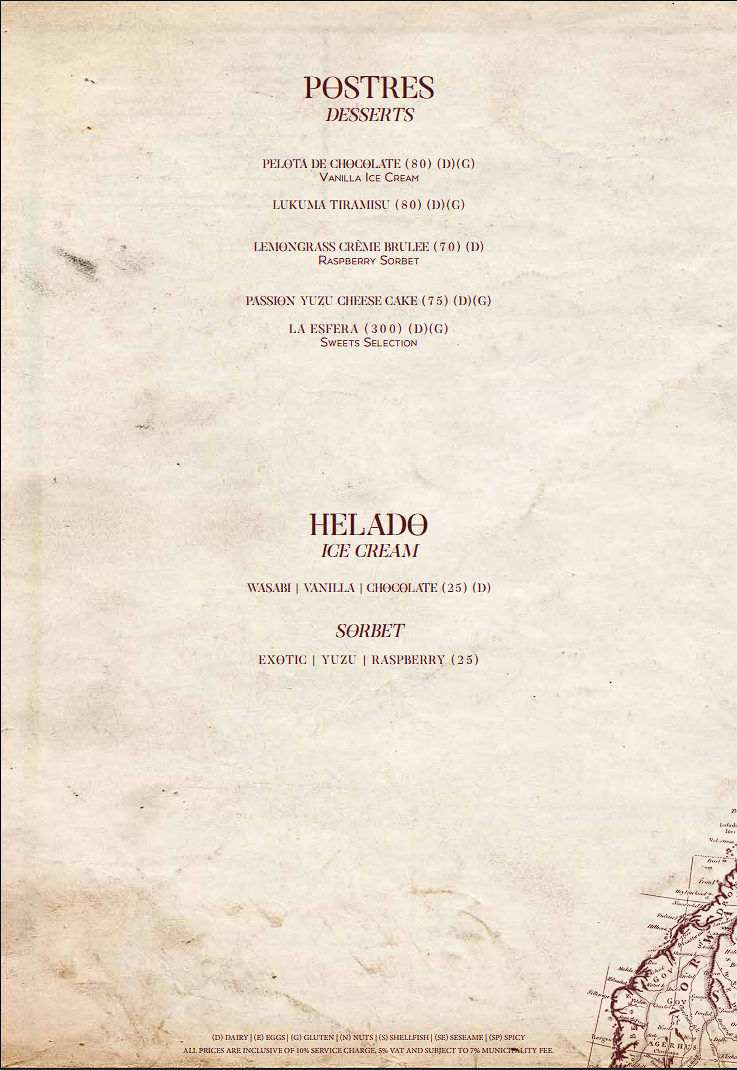 POSTRES
DESSERTS
PELOTA DE CHOCOLATE (80) (D)(G)
Vanilla Ice Cream
LUKUMA TIRAMISU (80) (D)(G)
LEMONGRASS CRÈME BRULEE (70) (D)
Raspberry Sorbet
PASSION YUZU CHEESE CAKE (75) (D)(G)
LA ESFERA (300) (D)(G)
Sweets Selection
HELADO
ICE CREAM
WASABI | VANILLA | CHOCOLATE (25) (D)
SORBET
EXOTIC | YUZU | RASPBERRY (25)
AGERHUS
(D) DAIRY | (E) EGGS | (G) GLUTEN | (N) NUTS | (S) SHELLFISH | (SE) SESEAME | (SP) SPICY
ALL PRICES ARE INCLUSIVE OF 10% SERVICE CHARGE, 5% VAT AND SUBJECT TO 7% MUNICIPALITY FEE.